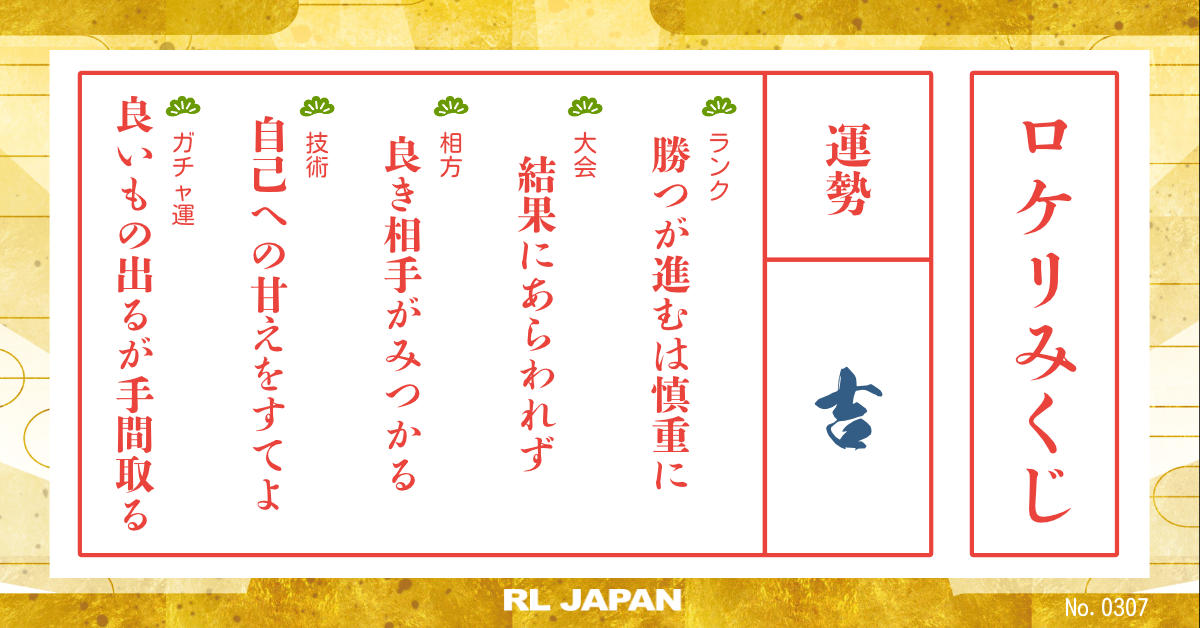 ロケリみくじ
運勢
吉
ランク
勝つが進むは慎重に
大会
結果にあらわれず
相方
良き相手がみつかる
技術
自己への甘えをすてよ
ガチャ運
良いもの出るが手間取る
RL JAPAN
No. 0307